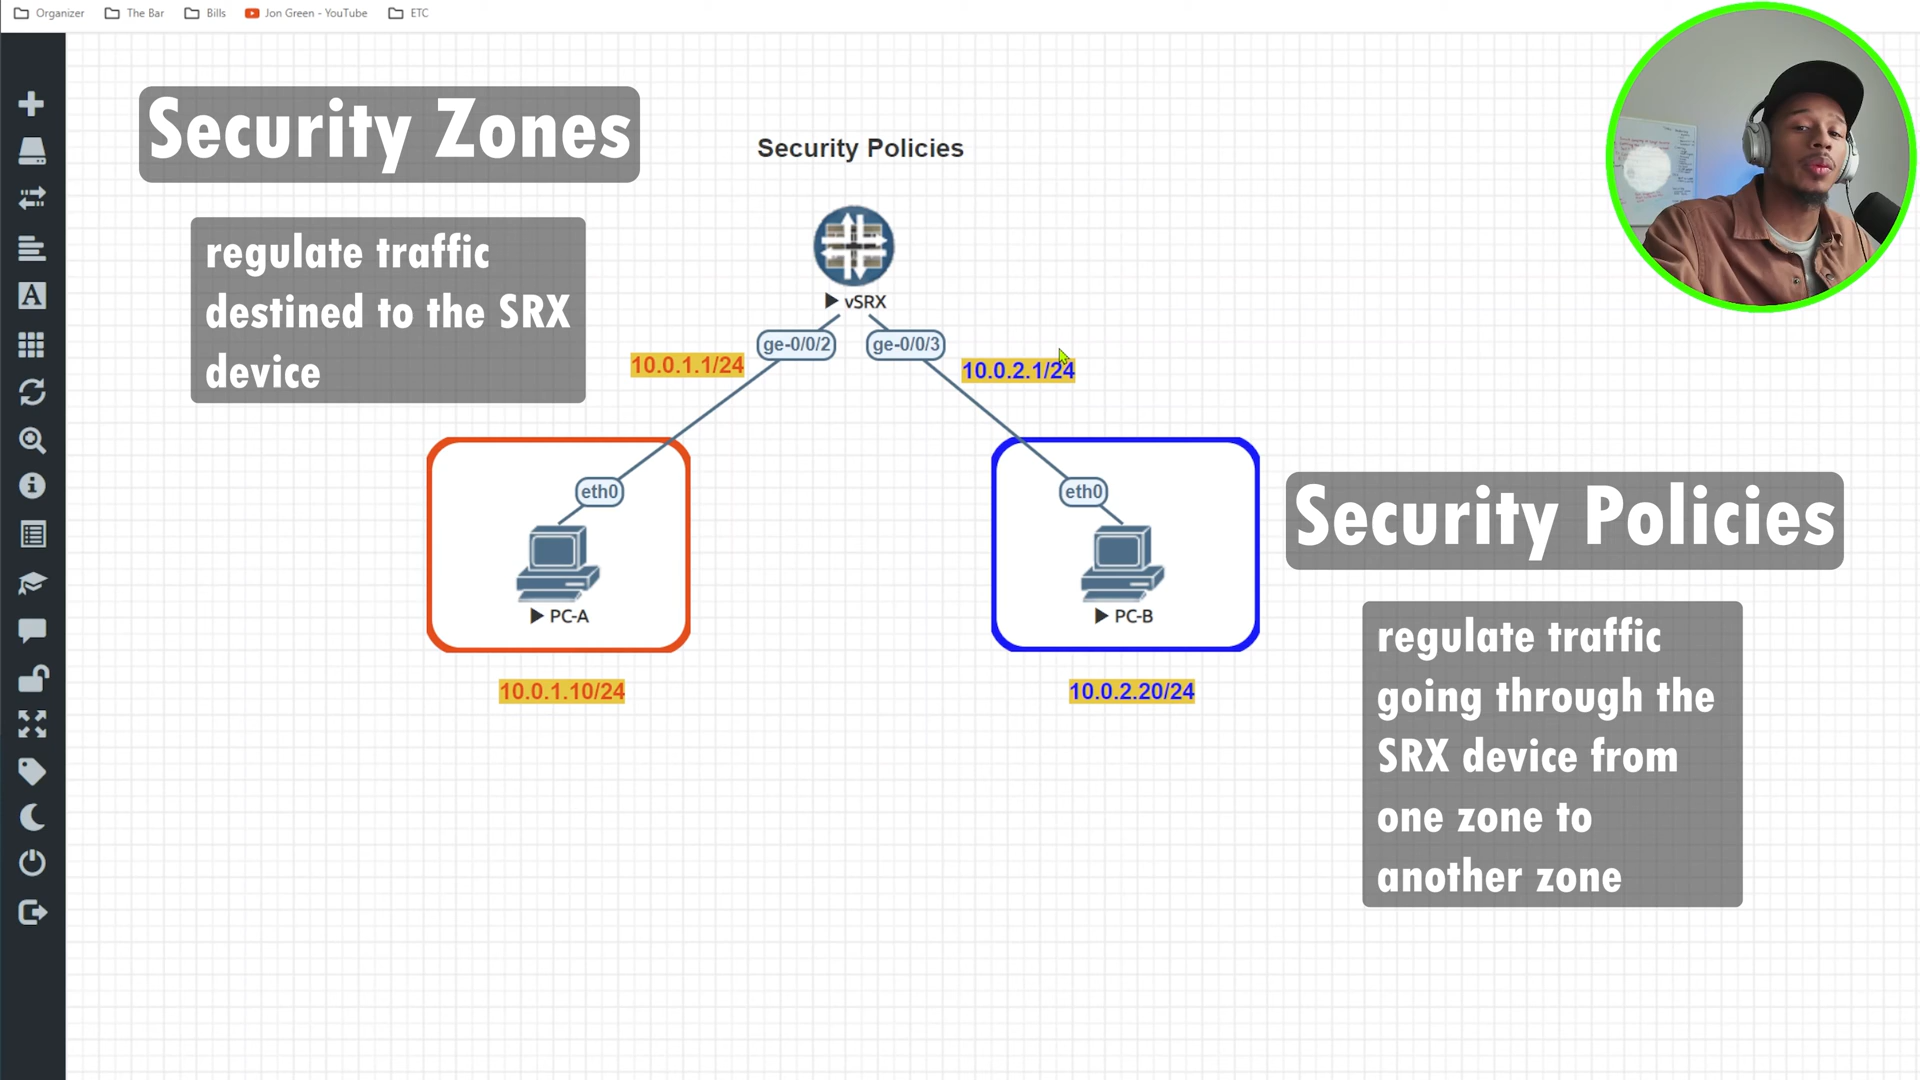 Organizer
The Bar
Bills
Jon Green - YouTube
ETC
Security Zones
regulate traffic
destined to the SRX
device
Security Policies
vSRX
ge-0/0/2
ge-0/0/3
10.0.1.1/24
10.0.2.1/24
eth0
PC-A
10.0.1.10/24
eth0
PC-B
10.0.2.20/24
Security Policies
regulate traffic
going through the
SRX device from
one zone to
another zone